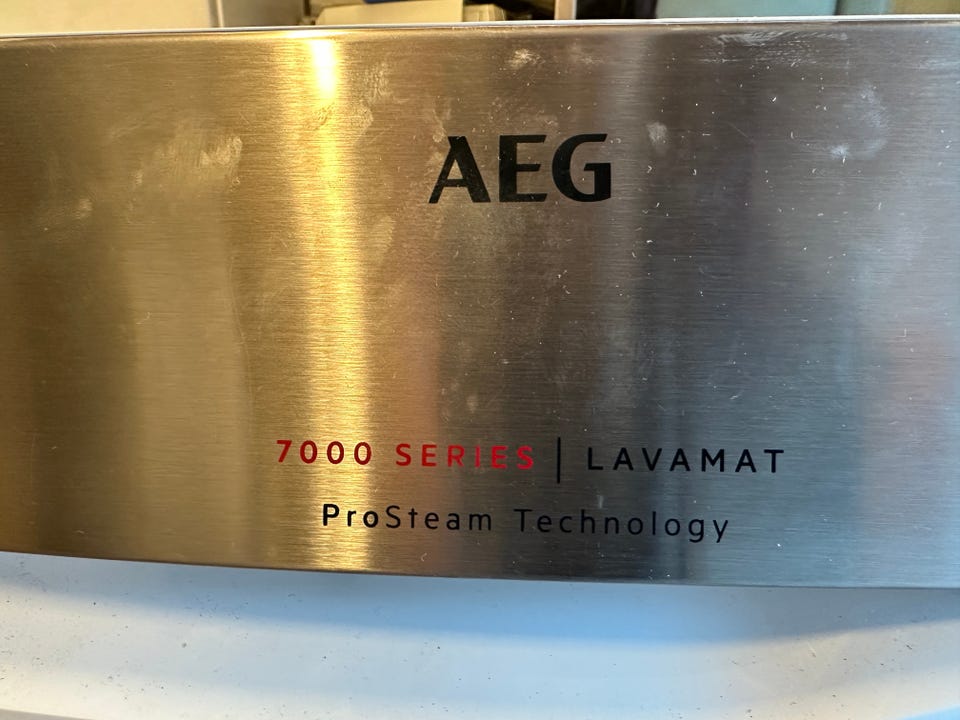 AEG
7000 SERIES | LAVAMAT
ProSteam Technology